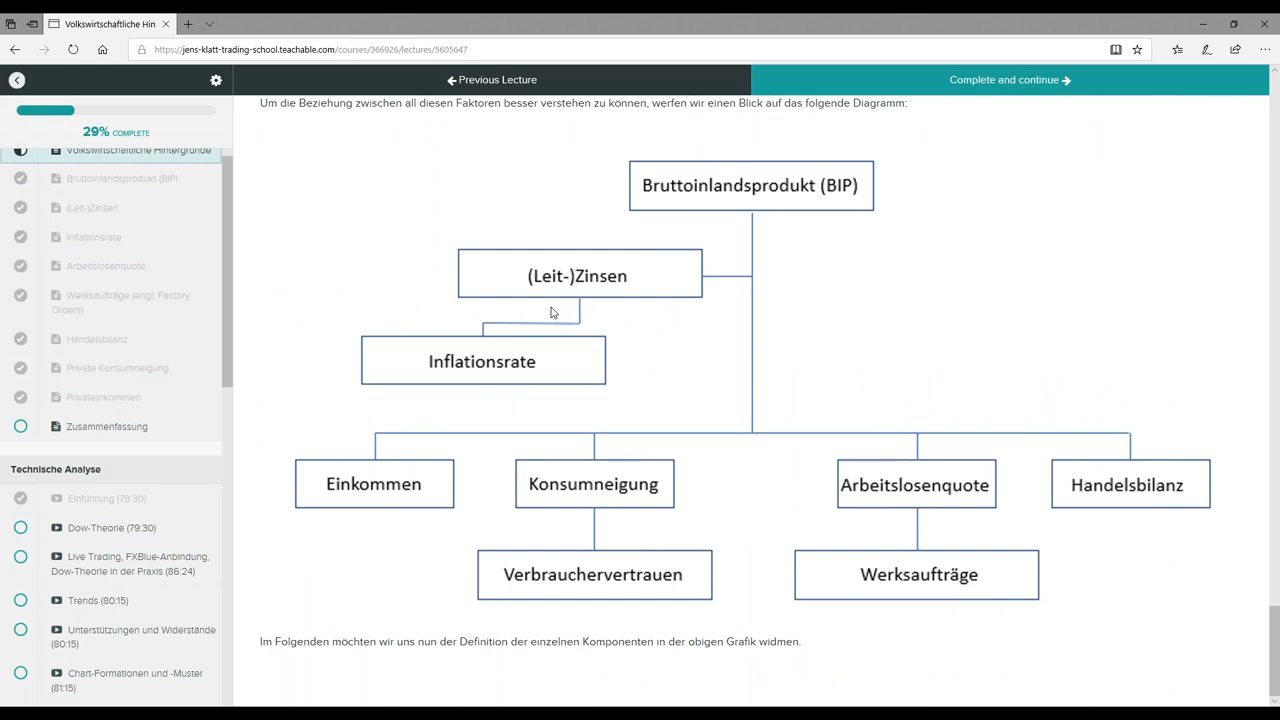 Volkswirtschaftliche Hin
https://jens-klatt-trading-school.teachable.com/courses/366926/lectures/5605647
Previous Lecture
Complete and continue
29% COMPLETE
Volkswirtschaftliche Hintergründe
Bruttoinlandsprodukt (BIP)
(Leit-)Zinsen
Inflationsrate
Arbeitslosenquote
Werksaufträge (engl: Factory
Orders)
Handelsbilanz
Private Konsumneigung
Privateinkommen
Zusammenfassung
Technische Analyse
Einführung (79:30)
Dow-Theorie (79:30)
Live Trading, FXBlue-Anbindung,
Dow-Theorie in der Praxis (86:24)
Trends (80:15)
Unterstützungen und Widerstände
(80:15)
Chart-Formationen und -Muster
(81:15)
Um die Beziehung zwischen all diesen Faktoren besser verstehen zu können, werfen wir einen Blick auf das folgende Diagramm:
Bruttoinlandsprodukt (BIP)
(Leit-)Zinsen
Inflationsrate
Einkommen
Konsumneigung
Arbeitslosenquote
Handelsbilanz
Verbrauchervertrauen
Werksaufträge
Im Folgenden möchten wir uns nun der Definition der einzelnen Komponenten in der obigen Grafik widmen.